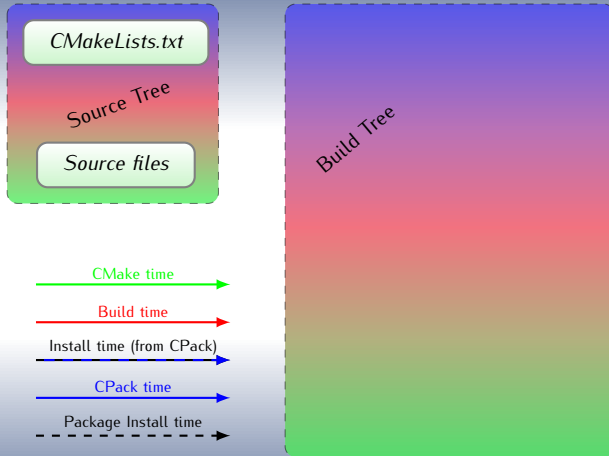 CMakeLists.txt
Source Tree
Source files
Build Tree
CMake time
Build time
Install time (from CPack)
CPack time
Package Install time